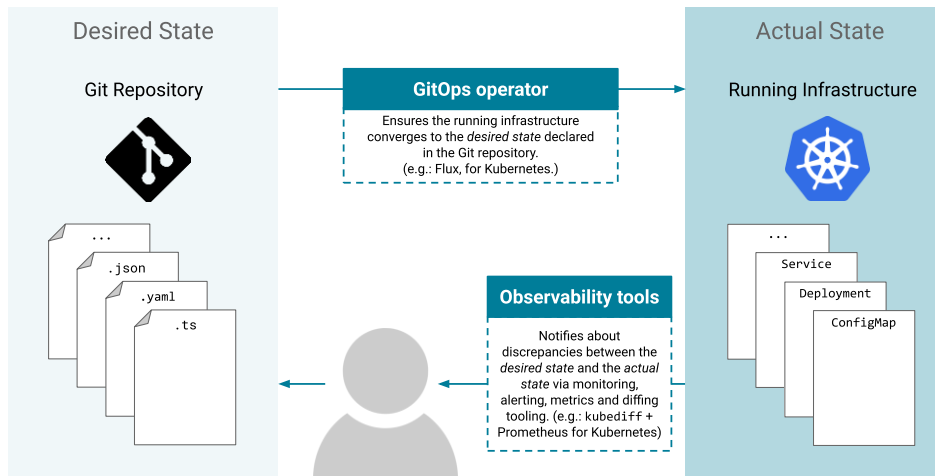 Desired State
Git Repository
...
.json
.yaml
.ts
GitOps operator
Ensures the running infrastructure
converges to the desired state declared
in the Git repository.
(e.g.: Flux, for Kubernetes.)
Actual State
Running Infrastructure
...
Service
Deployment
ConfigMap
Observability tools
Notifies about
discrepancies between the
desired state and the actual
state via monitoring,
alerting, metrics and diffing
tooling. (e.g.: kubediff +
Prometheus for Kubernetes)